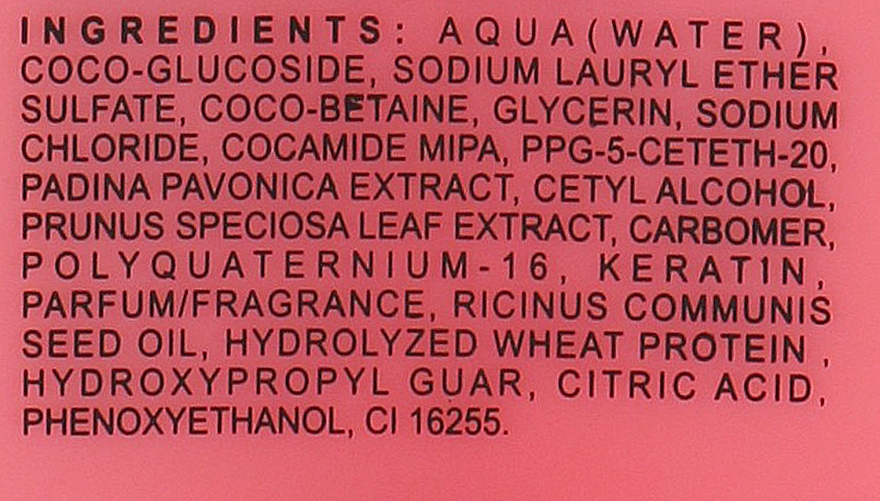 INGREDIENTS: AQUA(WATER),
COCO-GLUCOSIDE, SODIUM LAURYL ETHER
SULFATE, COCO-BETAINE, GLYCERIN, SODIUM
CHLORIDE, COCAMIDE MIPA, PPG-5-CETETH-20,
PADINA PAVONICA EXTRACT, CETYL ALCOHOL,
PRUNUS SPECIOSA LEAF EXTRACT, CARBOMER,
POLYQUATERNIUM-16, KERATIN,
PARFUM/FRAGRANCE, RICINUS COMMUNIS
SEED OIL, HYDROLYZED WHEAT PROTEIN ,
HYDROXYPROPYL GUAR, CITRIC ACID,
PHENOXYETHANOL, CI 16255.